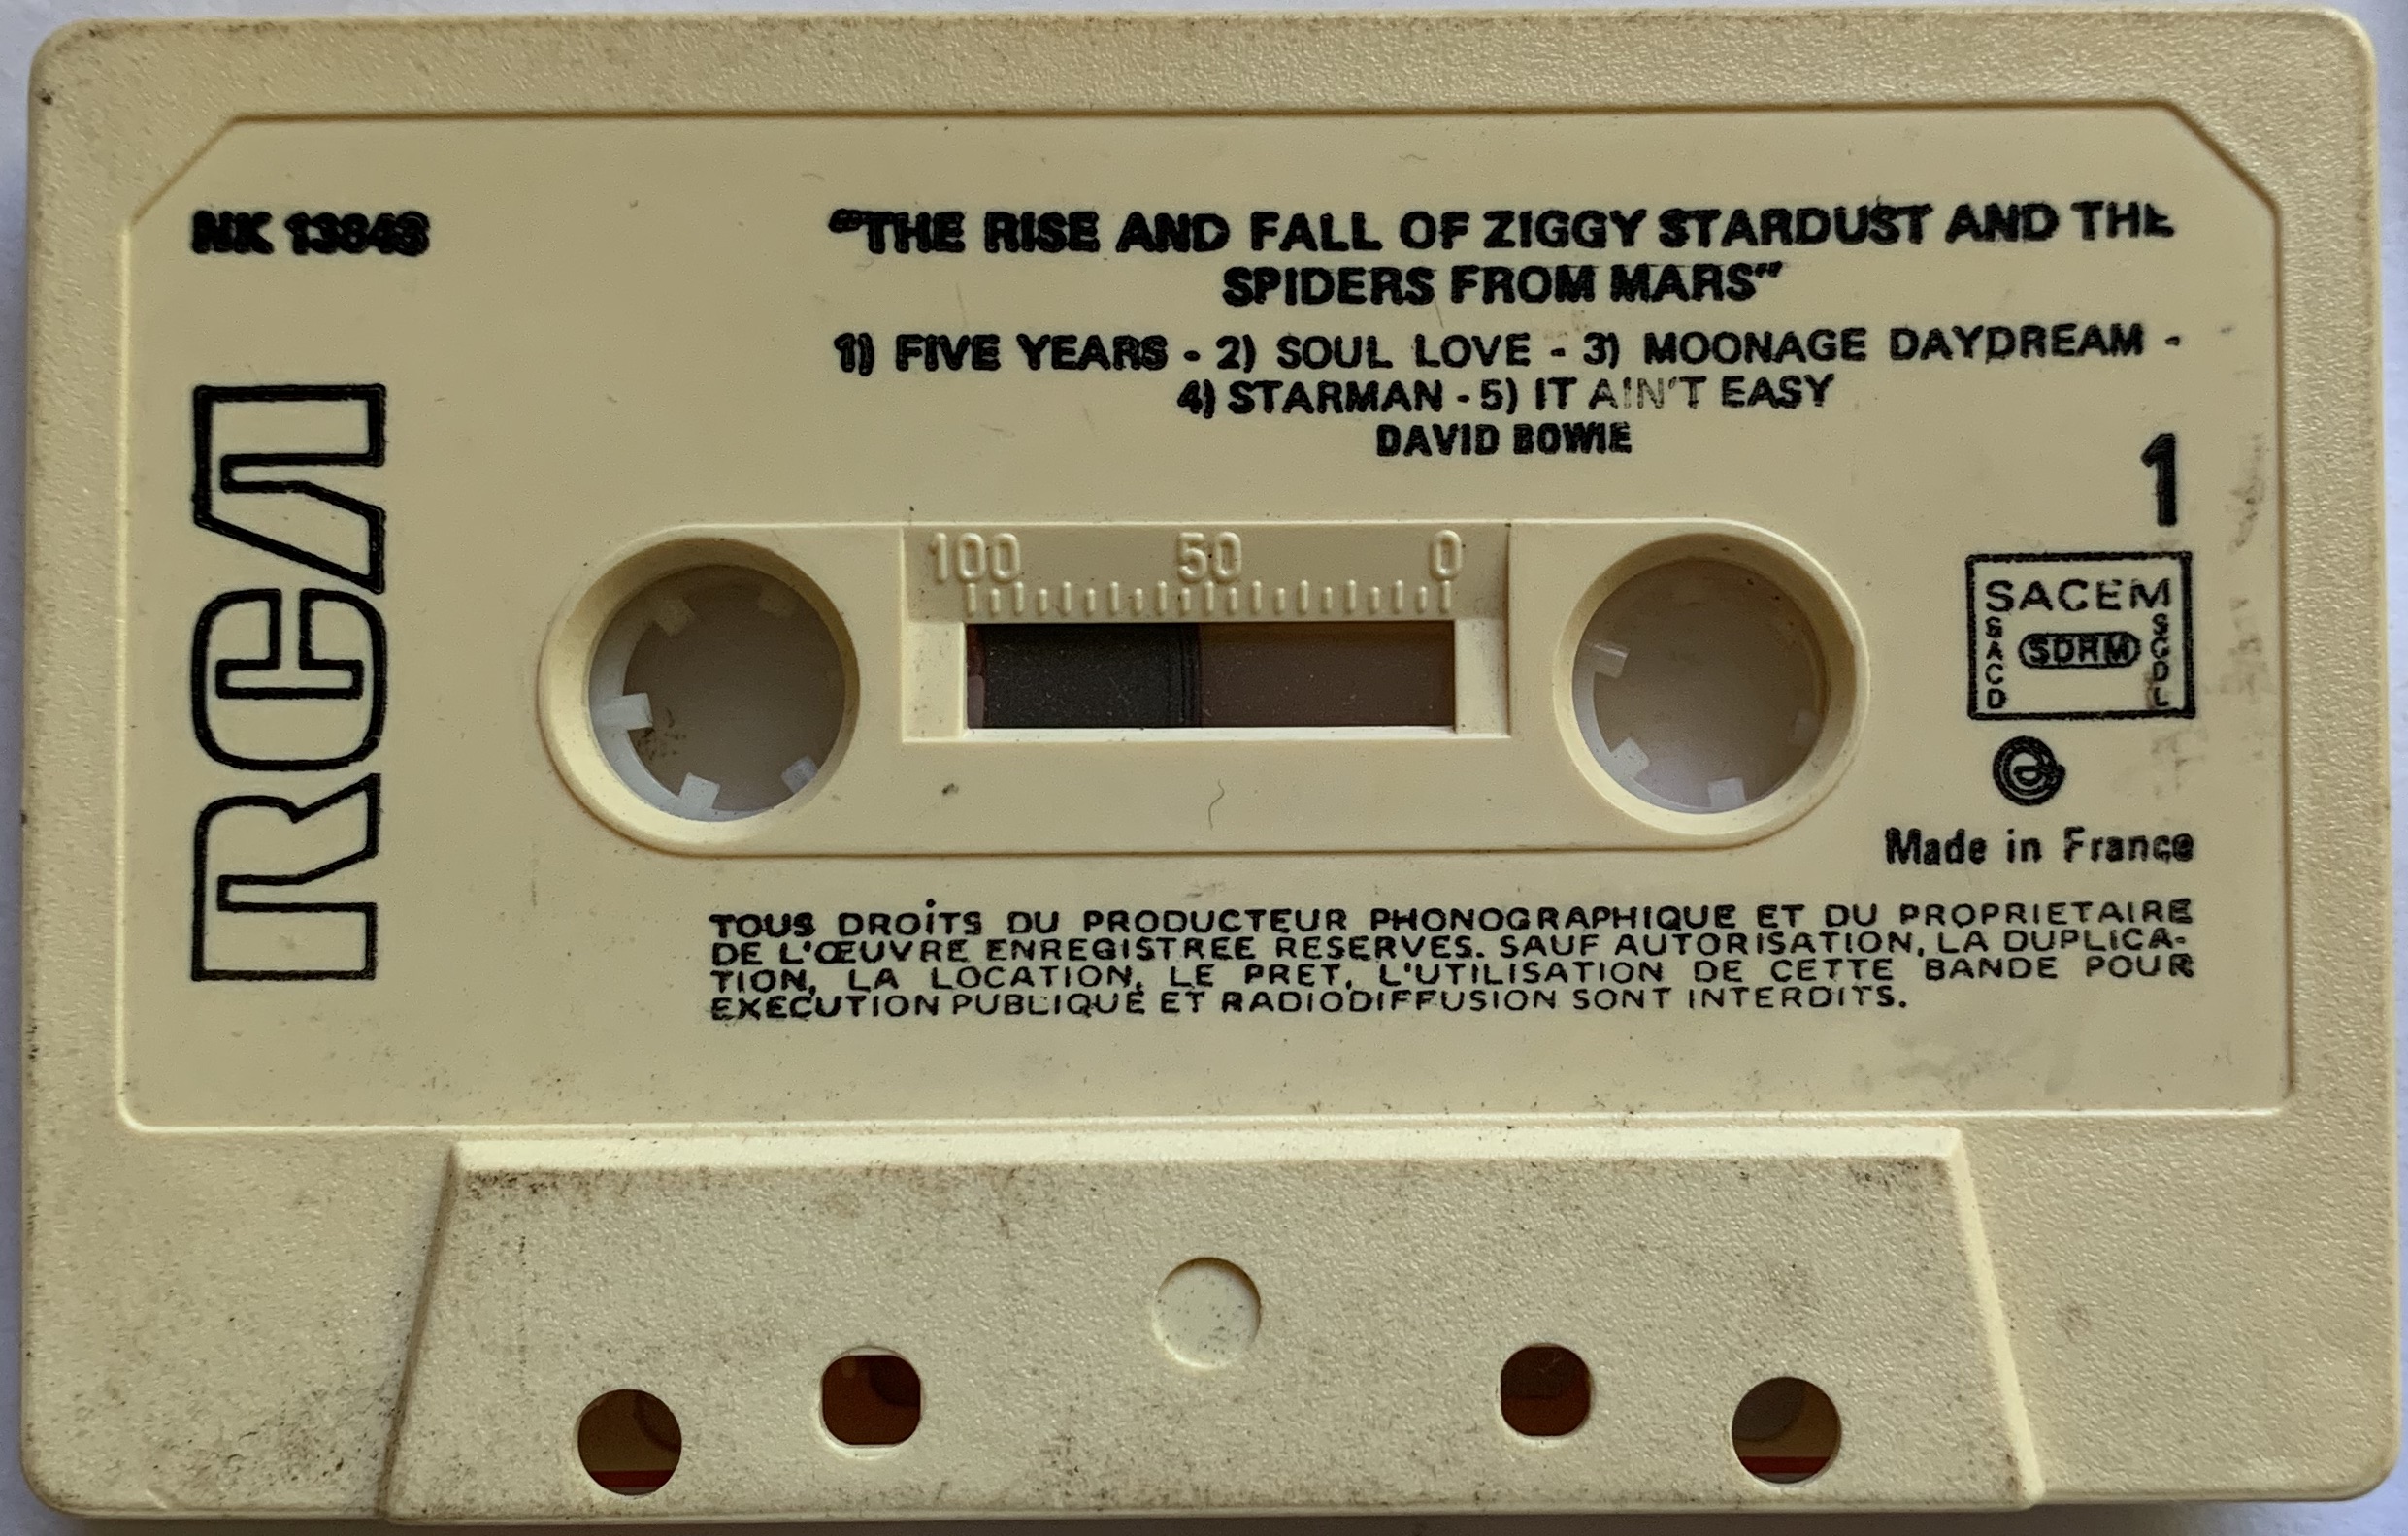 NK 13843
"THE RISE AND FALL OF ZIGGY STARDUST AND THE
SPIDERS FROM MARS"
1) FIVE YEARS - 2) SOUL LOVE - 3) MOONAGE DAYDREAM -
4) STARMAN - 5) IT AIN'T EASY
DAVID BOWIE
RCA
1
100 50 0
SACEM
SACD
SDRM
SGDL
Made in France
TOUS DROITS DU PRODUCTEUR PHONOGRAPHIQUE ET DU PROPRIETAIRE
DE L'ŒUVRE ENREGISTREE RESERVES. SAUF AUTORISATION, LA DUPLICA-
TION, LA LOCATION, LE PRET, L'UTILISATION DE CETTE BANDE POUR
EXECUTION PUBLIQUE ET RADIODIFFUSION SONT INTERDITS.